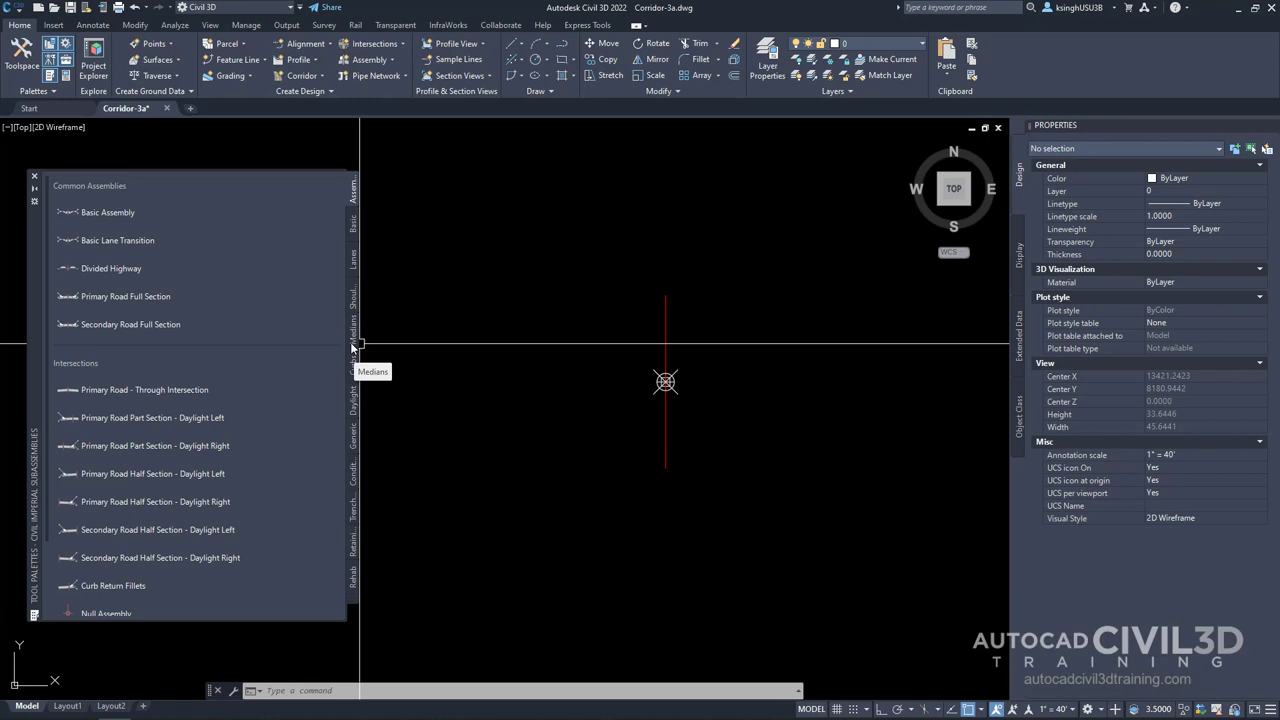 Civil 3D
Share
Autodesk Civil 3D 2022
Corridor-3a.dwg
Type a keyword or phrase
ksinghUSU3B
Home
Insert
Annotate
Modify
Analyze
View
Manage
Output
Survey
Rail
InfraWorks
Collaborate
Help
Express Tools
Toolspace
Palettes
Project
Explorer
Explore
Points
Surfaces
Traverse
Create Ground Data
Parcel
Feature Line
Grading
Alignment
Profile
Corridor
Intersections
Assembly
Pipe Network
Create Design
Profile View
Sample Lines
Section Views
Profile & Section Views
Draw
Move
Copy
Stretch
Rotate
Mirror
Scale
Trim
Fillet
Array
Modify
Layer
Properties
0
Make Current
Match Layer
Layers
Paste
Clipboard
Start
Corridor-3a*
[−][Top][2D Wireframe]
Common Assemblies
Basic Assembly
Basic Lane Transition
Divided Highway
Primary Road Full Section
Secondary Road Full Section
Intersections
Primary Road - Through Intersection
Primary Road Part Section - Daylight Left
Primary Road Part Section - Daylight Right
Primary Road Half Section - Daylight Left
Primary Road Half Section - Daylight Right
Secondary Road Half Section - Daylight Left
Secondary Road Half Section - Daylight Right
Curb Return Fillets
Null Assembly
TOOL PALETTES - CIVIL IMPERIAL SUBASSEMBLIES
Assem...
Basic
Lanes
Shoul...
Medians
Daylight
Generic
Condit...
Trench...
Retaini...
Rehab
Medians
N
W
TOP
E
S
WCS
PROPERTIES
No selection
Design
Display
Extended Data
Object Class
General
Color ByLayer
Layer 0
Linetype ByLayer
Linetype scale 1.0000
Lineweight ByLayer
Transparency ByLayer
Thickness 0.0000
3D Visualization
Material ByLayer
Plot style
Plot style ByColor
Plot style table None
Plot table attached to Model
Plot table type Not available
View
Center X 13421.2423
Center Y 8180.9442
Center Z 0.0000
Height 33.6446
Width 45.6441
Misc
Annotation scale 1" = 40'
UCS icon On Yes
UCS icon at origin Yes
UCS per viewport Yes
UCS Name
Visual Style 2D Wireframe
AUTOCAD CIVIL3D
TRAINING
autocadcivil3dtraining.com
Y
X
Type a command
Model
Layout1
Layout2
MODEL
1" = 40'
3.5000